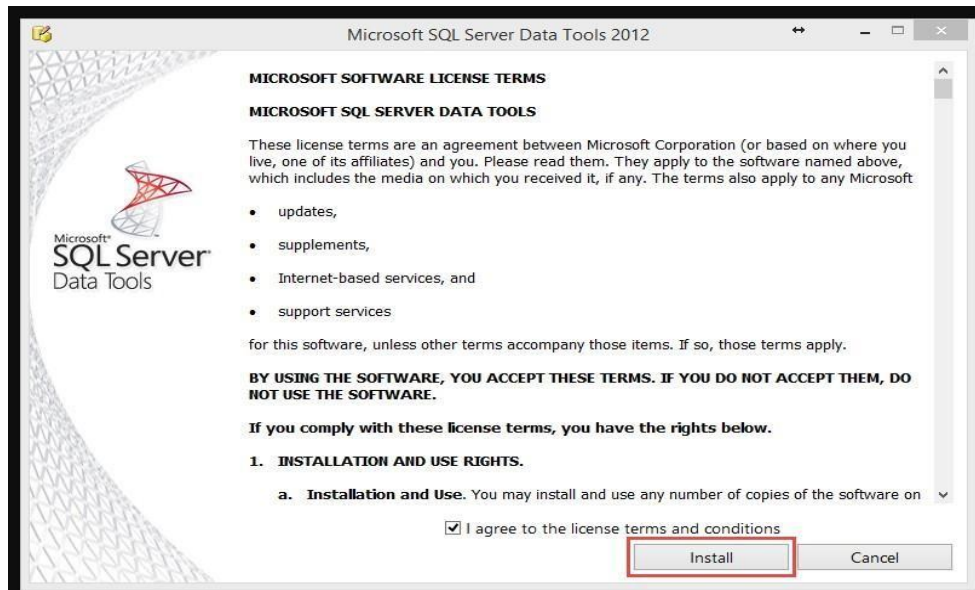 Microsoft SQL Server Data Tools 2012
MICROSOFT SOFTWARE LICENSE TERMS
MICROSOFT SQL SERVER DATA TOOLS
These license terms are an agreement between Microsoft Corporation (or based on where you
live, one of its affiliates) and you. Please read them. They apply to the software named above,
which includes the media on which you received it, if any. The terms also apply to any Microsoft
• updates,
• supplements,
• Internet-based services, and
• support services
for this software, unless other terms accompany those items. If so, those terms apply.
BY USING THE SOFTWARE, YOU ACCEPT THESE TERMS. IF YOU DO NOT ACCEPT THEM, DO
NOT USE THE SOFTWARE.
If you comply with these license terms, you have the rights below.
1. INSTALLATION AND USE RIGHTS.
a. Installation and Use. You may install and use any number of copies of the software on
Microsoft®
SQL Server®
Data Tools
I agree to the license terms and conditions
Install
Cancel